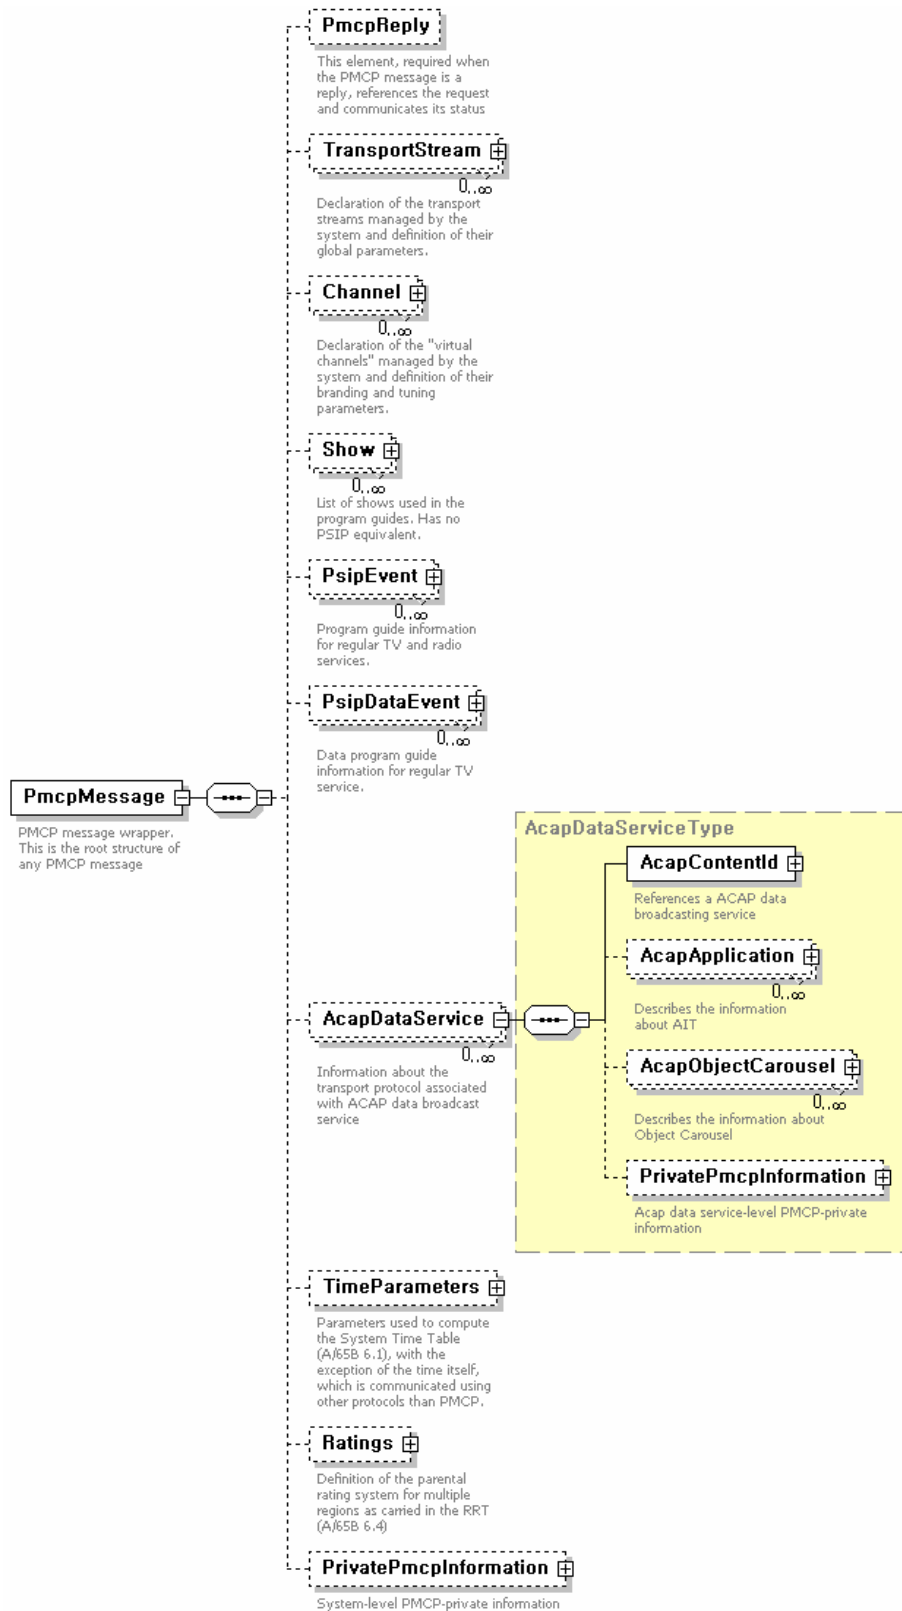 PmcpReply
This element, required when
the PMCP message is a
reply, references the request
and communicates its status
TransportStream
0..∞
Declaration of the transport
streams managed by the
system and definition of their
global parameters.
Channel
0..∞
Declaration of the "virtual
channels" managed by the
system and definition of their
branding and tuning
parameters.
Show
0..∞
List of shows used in the
program guides. Has no
PSIP equivalent.
PsipEvent
0..∞
Program guide information
for regular TV and radio
services.
PsipDataEvent
0..∞
Data program guide
information for regular TV
service.
PmcpMessage
PMCP message wrapper.
This is the root structure of
any PMCP message
AcapDataServiceType
AcapContentId
References a ACAP data
broadcasting service
AcapApplication
0..∞
Describes the information
about AIT
AcapDataService
0..∞
Information about the
transport protocol associated
with ACAP data broadcast
service
AcapObjectCarousel
0..∞
Describes the information about
Object Carousel
PrivatePmcpInformation
Acap data service-level PMCP-private
information
TimeParameters
Parameters used to compute
the System Time Table
(A/65B 6.1), with the
exception of the time itself,
which is communicated using
other protocols than PMCP.
Ratings
Definition of the parental
rating system for multiple
regions as carried in the RRT
(A/65B 6.4)
PrivatePmcpInformation
System-level PMCP-private information